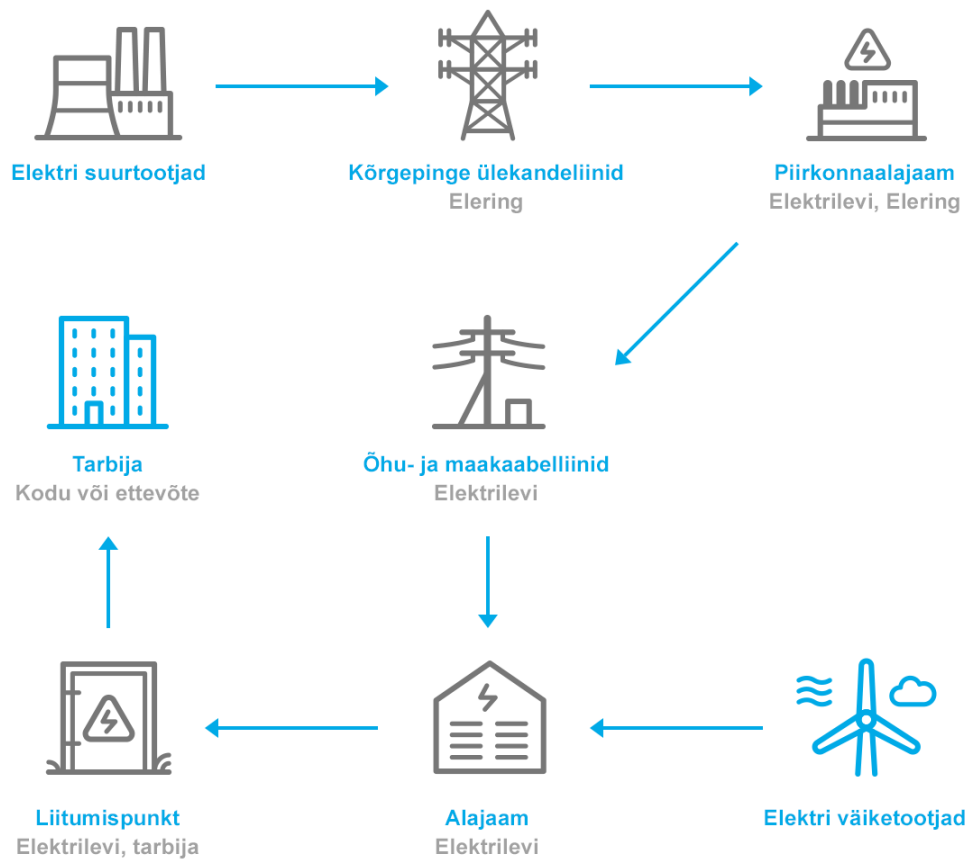 Elektri suurtootjad
Kõrgepinge ülekandeliinid
Elering
Piirkonnaalajaam
Elektrilevi, Elering
Tarbija
Kodu või ettevõte
Õhu- ja maakaabelliinid
Elektrilevi
Liitumispunkt
Elektrilevi, tarbija
Alajaam
Elektrilevi
Elektri väiketootjad